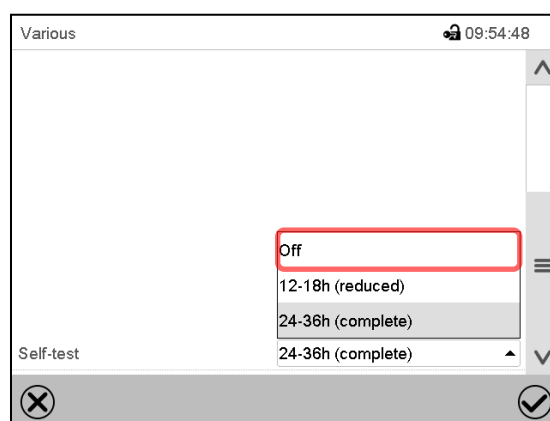 Various 09:54:48
Off
12-18h (reduced)
24-36h (complete)
Self-test 24-36h (complete)